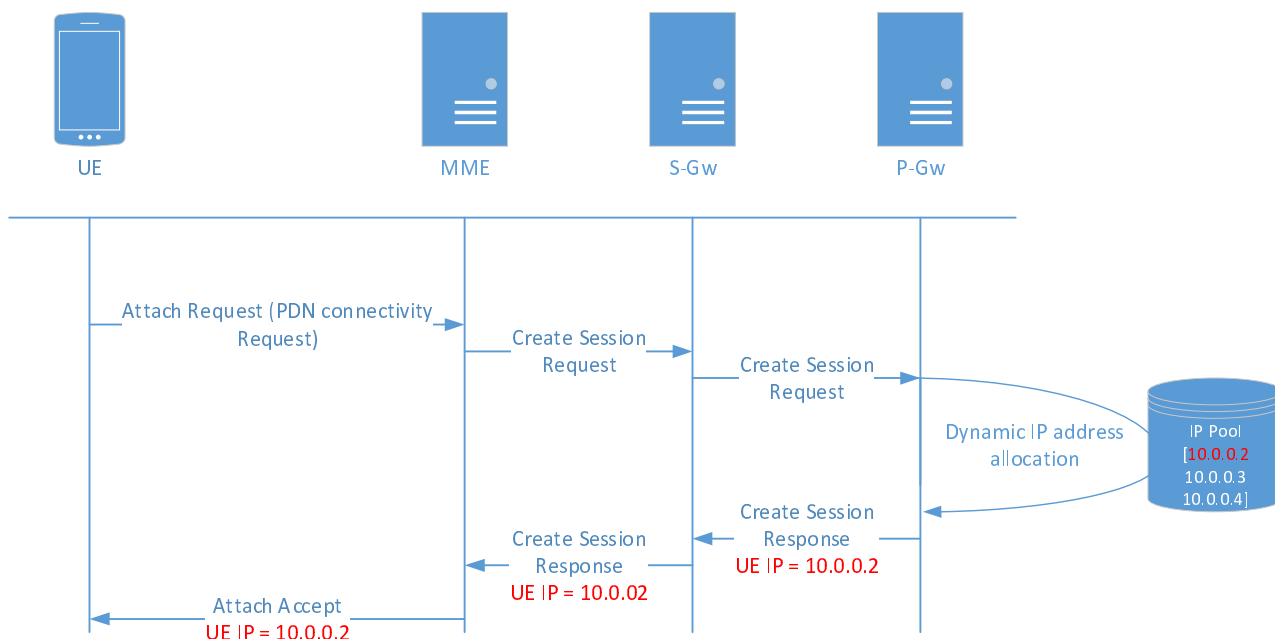 UE
MME
S-Gw
P-Gw
Attach Request (PDN connectivity
Request)
Create Session
Request
Create Session
Request
Dynamic IP address
allocation
IP Pool
[10.0.0.2
10.0.0.3
10.0.0.4]
Create Session
Response
UE IP = 10.0.0.2
Create Session
Response
UE IP = 10.0.02
Attach Accept
UE IP = 10.0.0.2